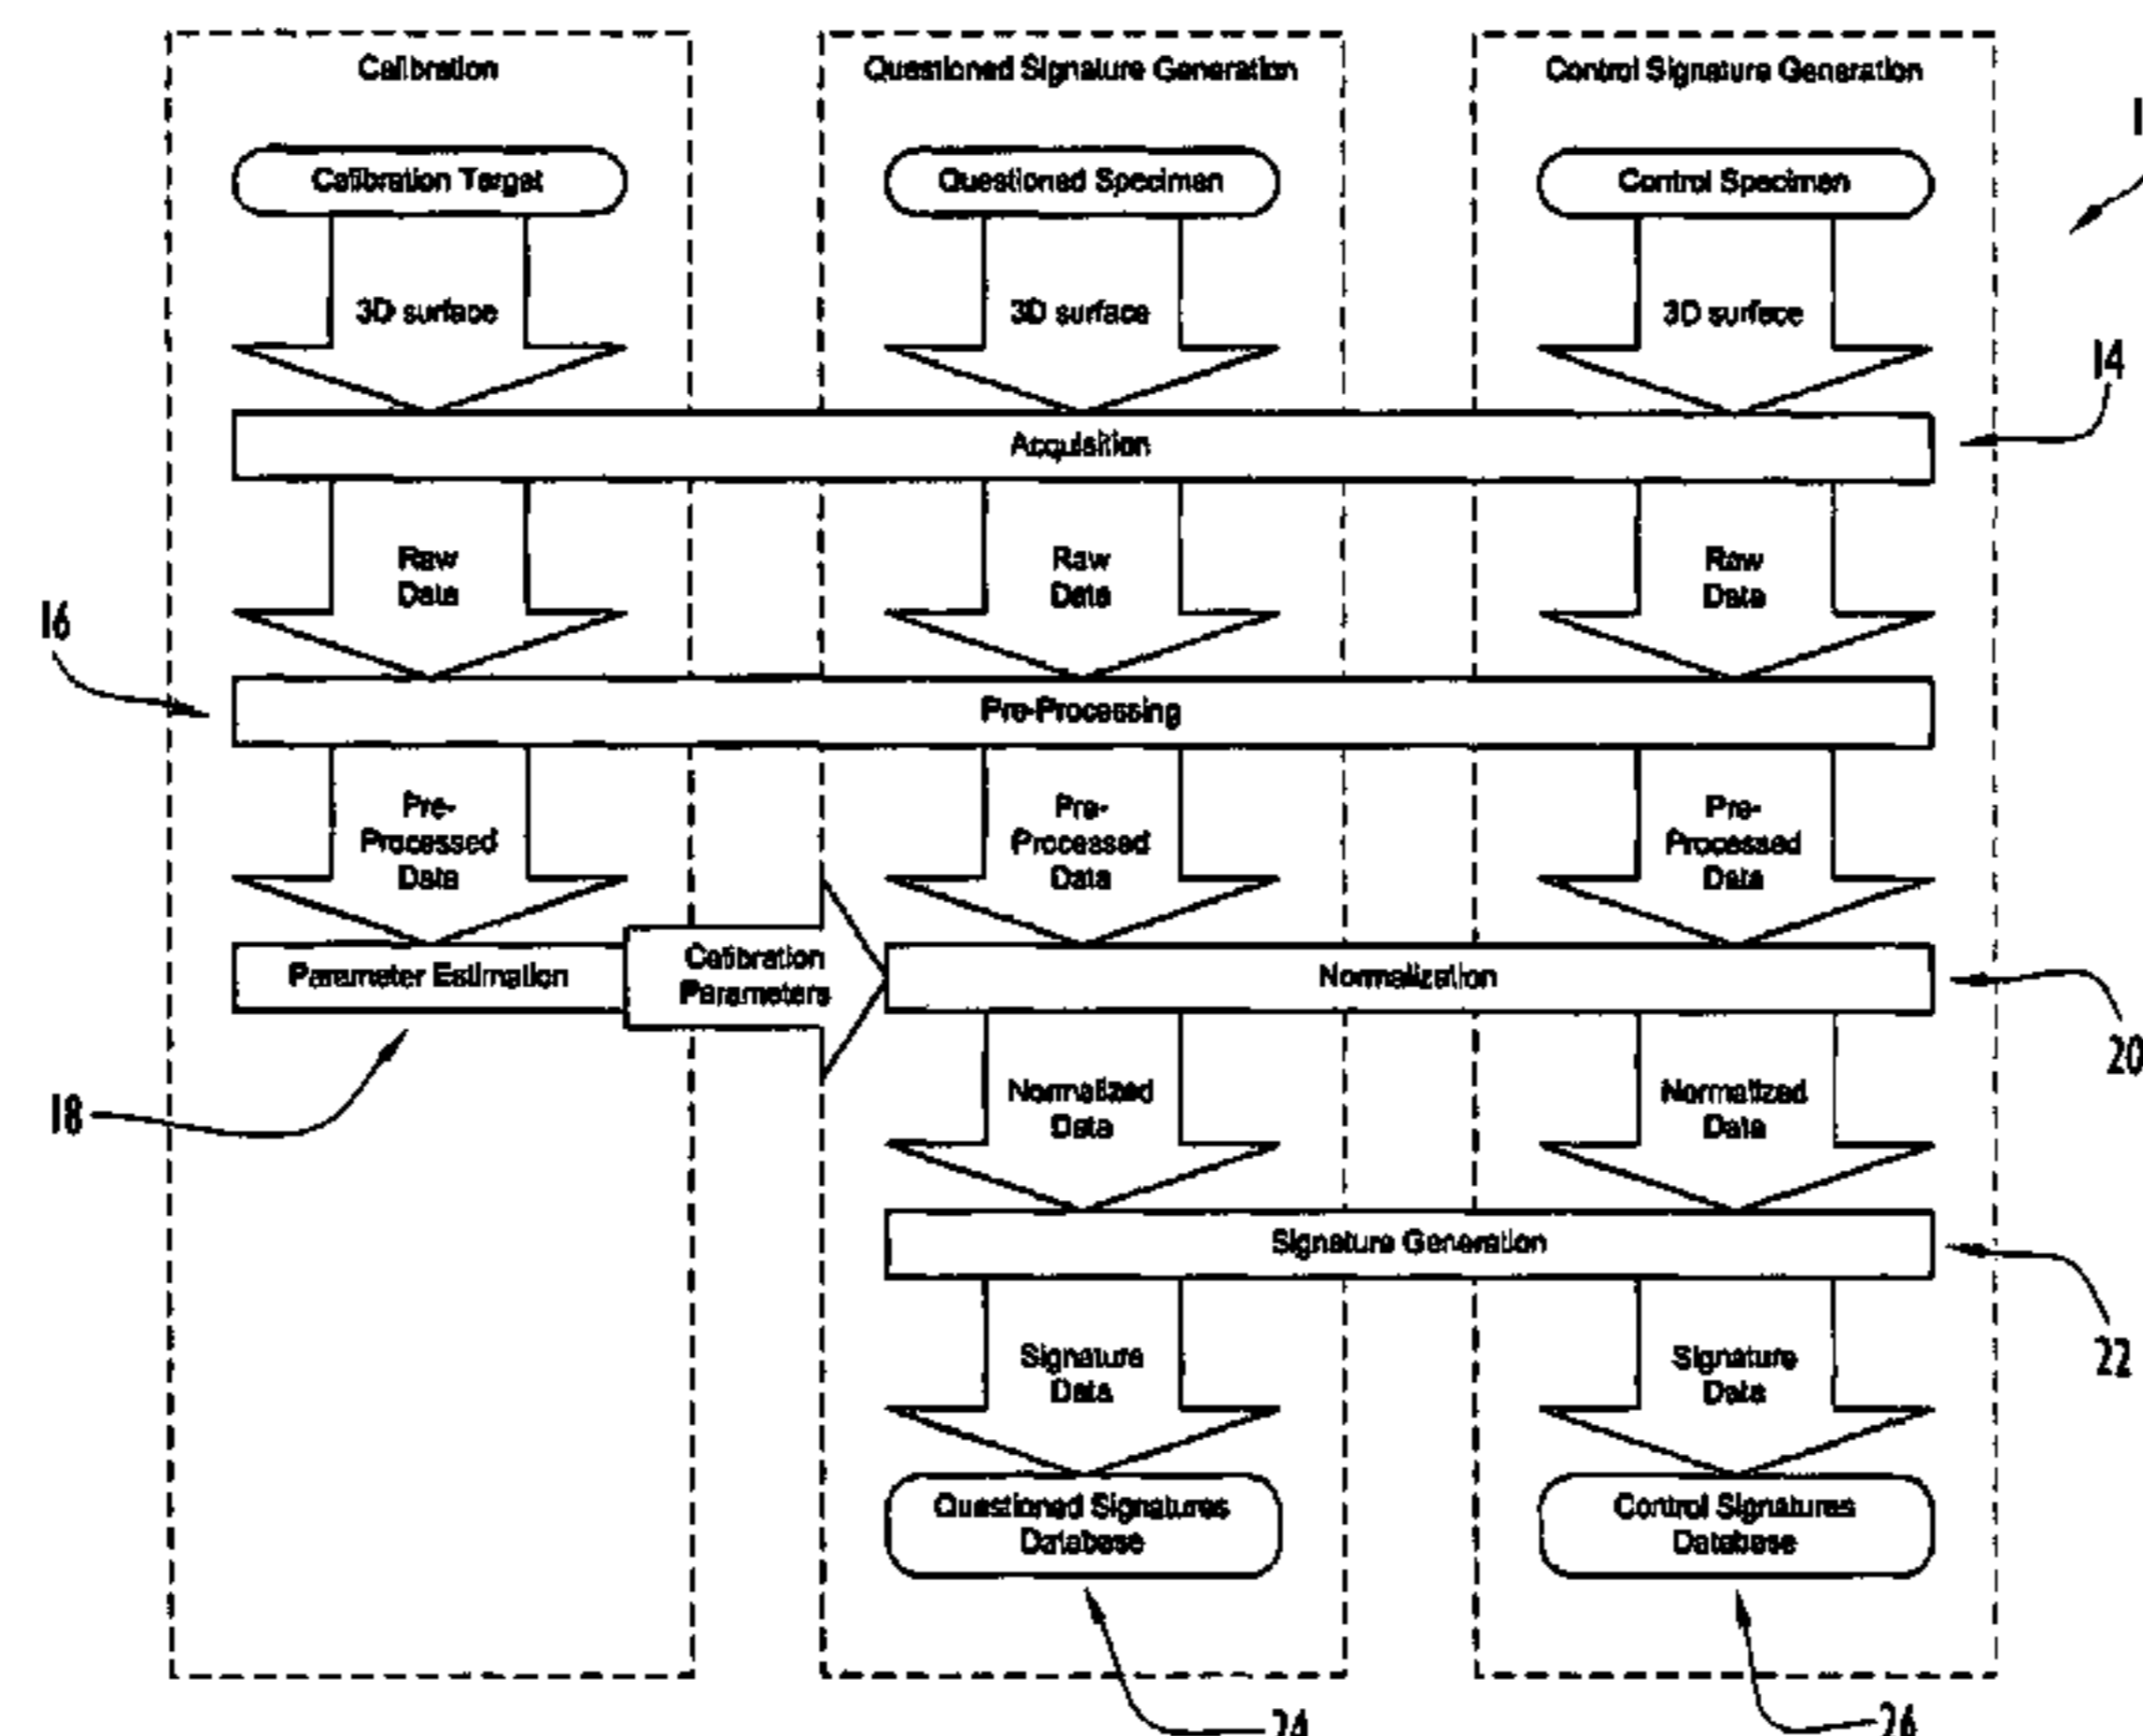 Calibration
Questioned Signature Generation
Control Signature Generation
Calibration Target
Questioned Specimen
Control Specimen
3D surface
3D surface
3D surface
14
Acquisition
Raw
Data
Raw
Data
Raw
Data
16
Pre-Processing
Pre-
Processed
Data
Pre-
Processed
Data
Pre-
Processed
Data
Parameter Estimation
Calibration
Parameters
Normalization
20
18
Normalized
Data
Normalized
Data
Signature Generation
22
Signature
Data
Signature
Data
Questioned Signatures
Database
Control Signatures
Database
24
26